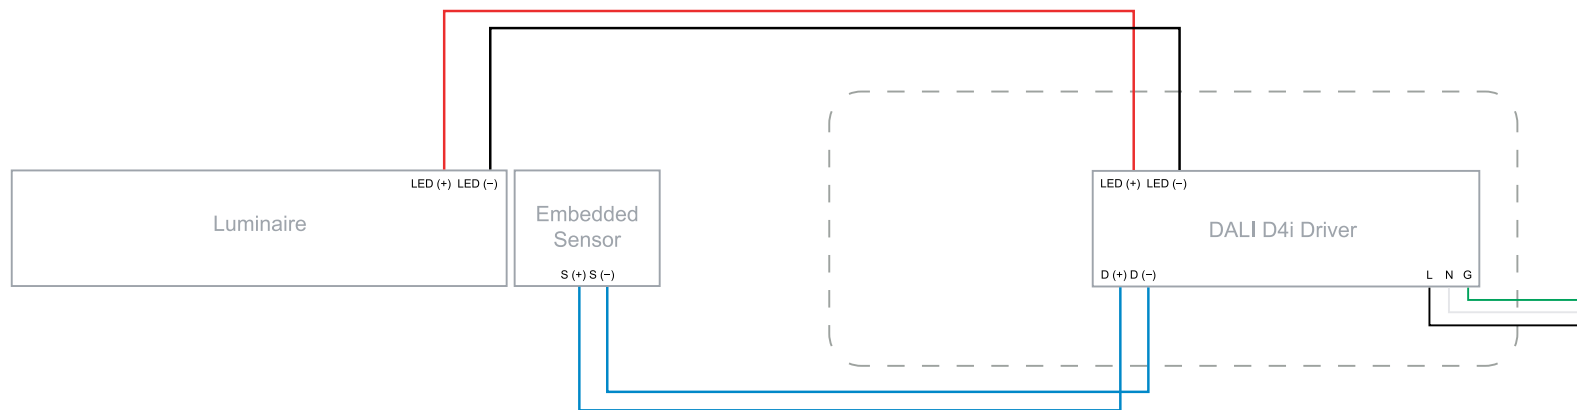 LED (+) LED (−)
LED (+) LED (−)
Luminaire
Embedded
Sensor
DALI D4i Driver
S (+) S (−)
D (+) D (−)
L N G